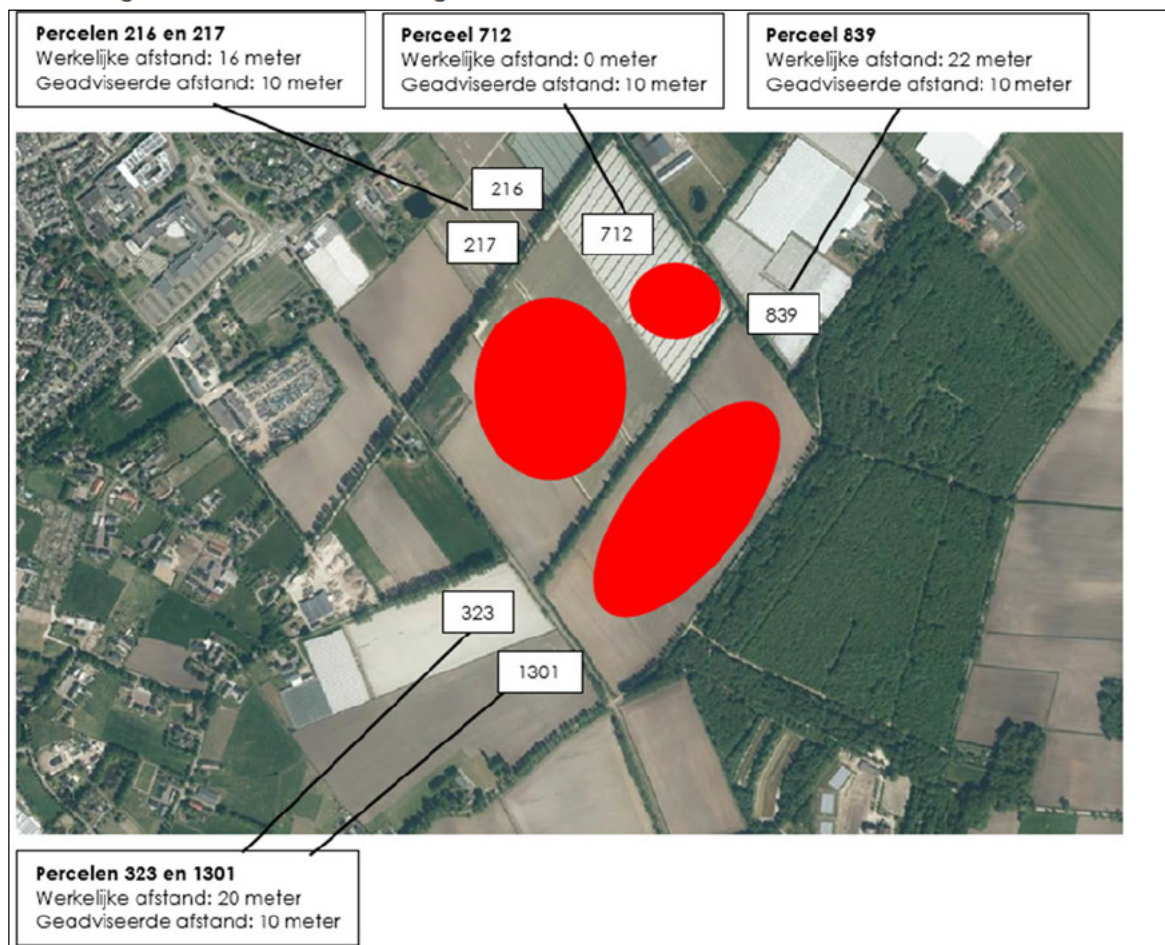 Percelen 216 en 217
Werkelijke afstand: 16 meter
Geadviseerde afstand: 10 meter
Perceel 712
Werkelijke afstand: 0 meter
Geadviseerde afstand: 10 meter
Perceel 839
Werkelijke afstand: 22 meter
Geadviseerde afstand: 10 meter
216
217
712
839
323
1301
Percelen 323 en 1301
Werkelijke afstand: 20 meter
Geadviseerde afstand: 10 meter